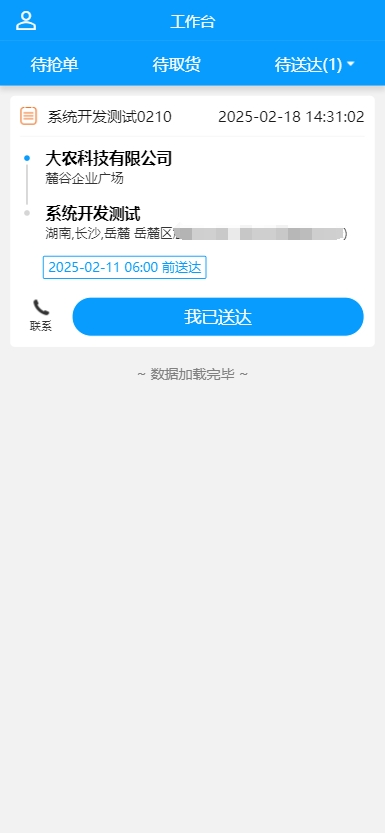 工作台
待抢单 待取货 待送达(1)
系统开发测试0210 2025-02-18 14:31:02
大农科技有限公司
麓谷企业广场
系统开发测试
湖南,长沙,岳麓 岳麓区 )
2025-02-11 06:00 前送达
联系
我已送达
~ 数据加载完毕 ~